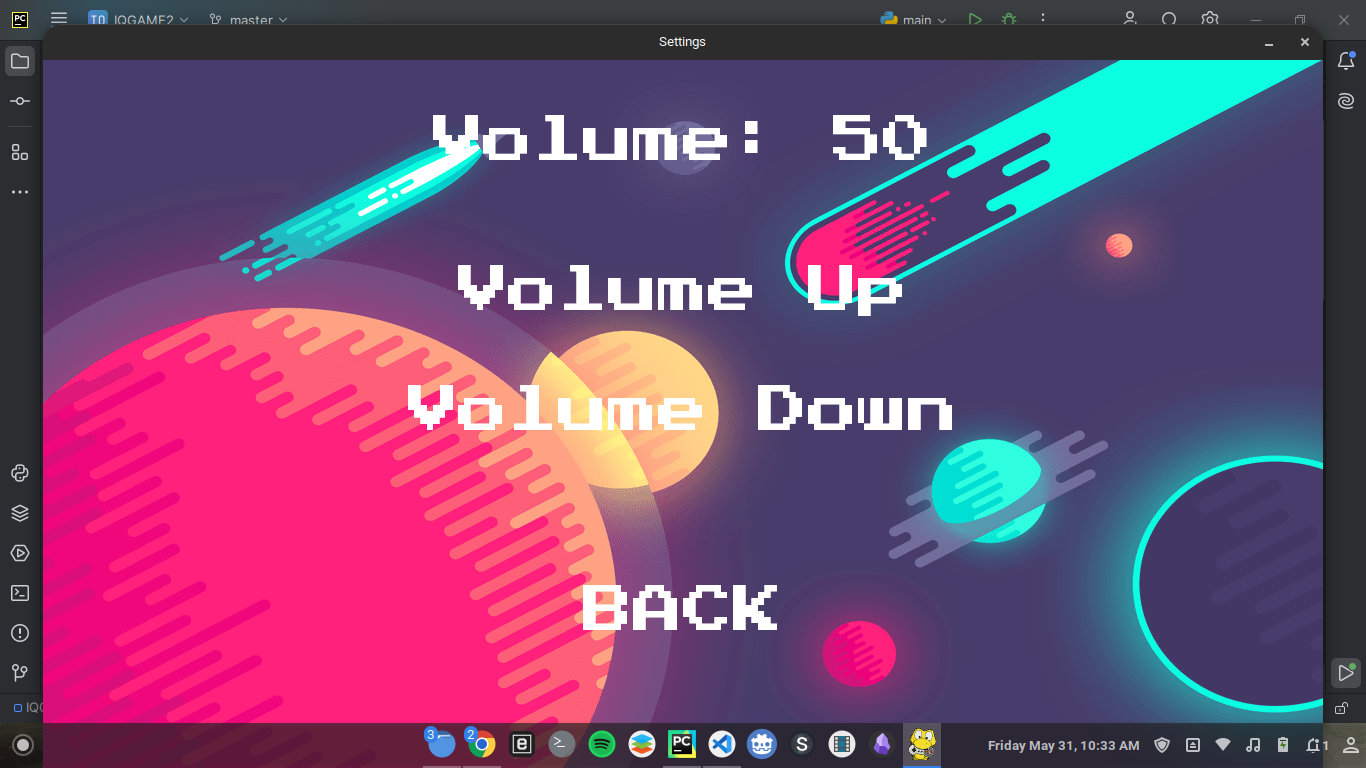 PC
IQ IQGAME2 master main
Settings
Volume: 50
Volume Up
Volume Down
BACK
3 2 PC S Friday May 31, 10:33 AM 1